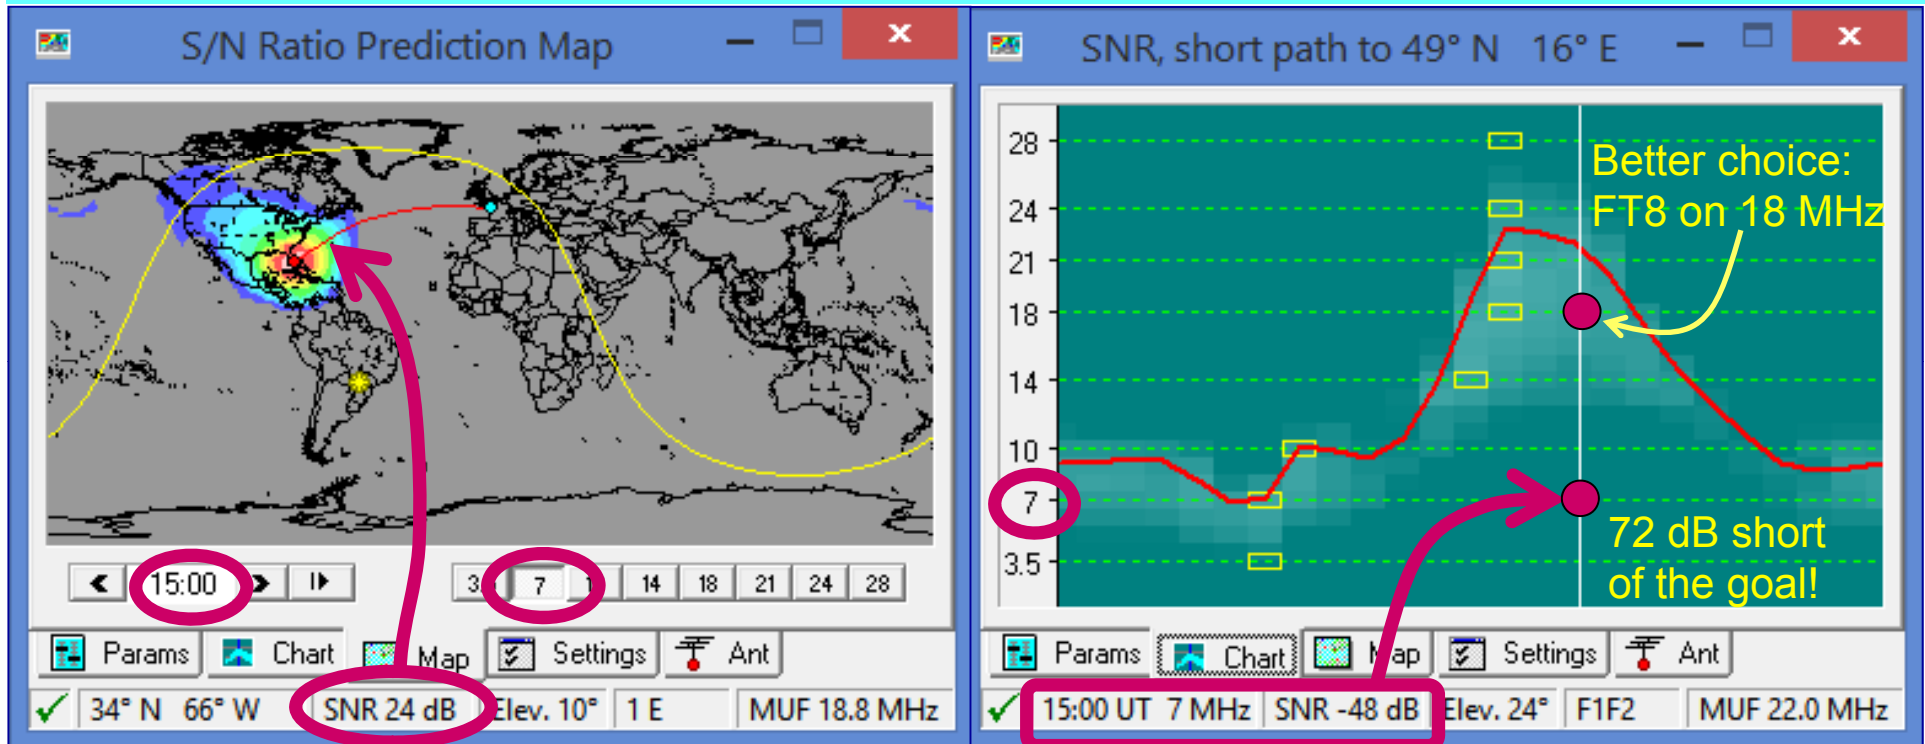 S/N Ratio Prediction Map
15:00
7
14
18
21
24
28
Params
Chart
Map
Settings
Ant
34° N 66° W
SNR 24 dB
Elev. 10°
1 E
MUF 18.8 MHz
SNR, short path to 49° N 16° E
28
24
21
18
14
10
7
3.5
Better choice:
FT8 on 18 MHz
72 dB short
of the goal!
Params
Chart
Map
Settings
Ant
15:00 UT 7 MHz
SNR -48 dB
Elev. 24°
F1F2
MUF 22.0 MHz